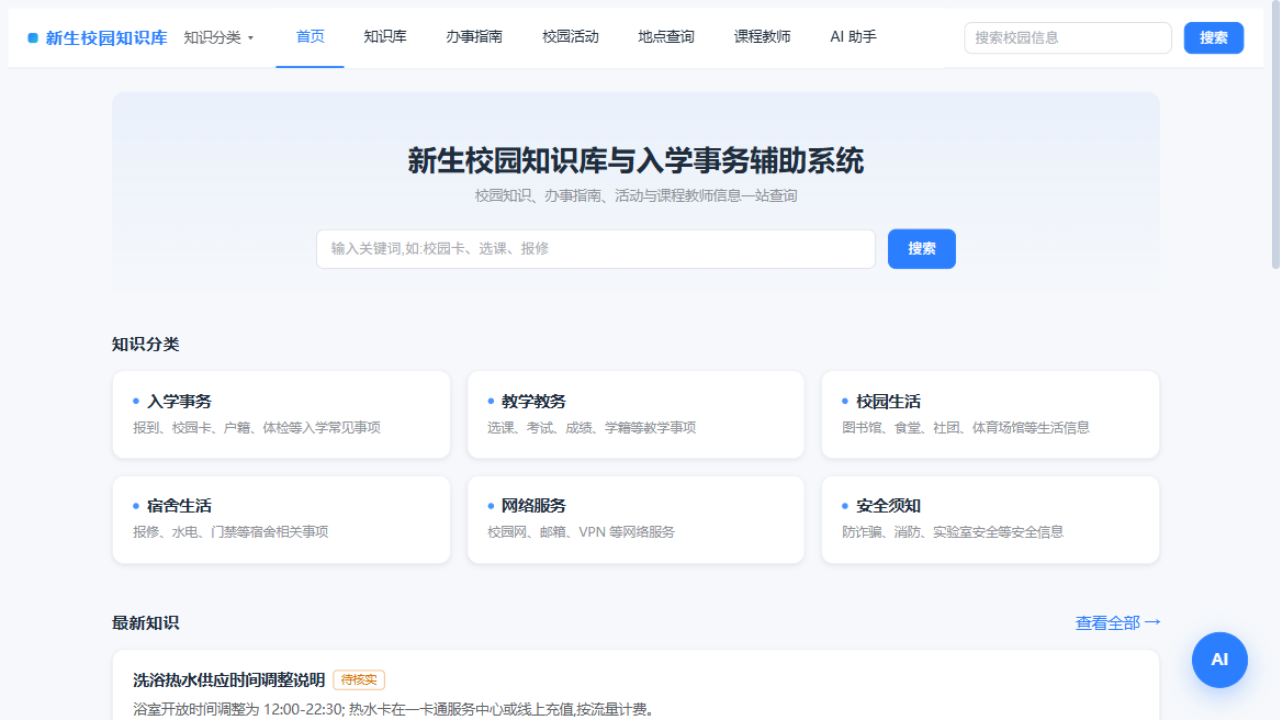 新生校园知识库 知识分类 首页 知识库 办事指南 校园活动 地点查询 课程教师 AI 助手 搜索校园信息 搜索
新生校园知识库与入学事务辅助系统
校园知识、办事指南、活动与课程教师信息一站查询
输入关键词,如:校园卡、选课、报修 搜索
知识分类
入学事务
报到、校园卡、户籍、体检等入学常见事项
教学教务
选课、考试、成绩、学籍等教学事项
校园生活
图书馆、食堂、社团、体育场馆等生活信息
宿舍生活
报修、水电、门禁等宿舍相关事项
网络服务
校园网、邮箱、VPN 等网络服务
安全须知
防诈骗、消防、实验室安全等安全信息
最新知识 查看全部 →
洗浴热水供应时间调整说明 待核实
浴室开放时间调整为 12:00-22:30; 热水卡在一卡通服务中心或线上充值,按流量计费。
AI